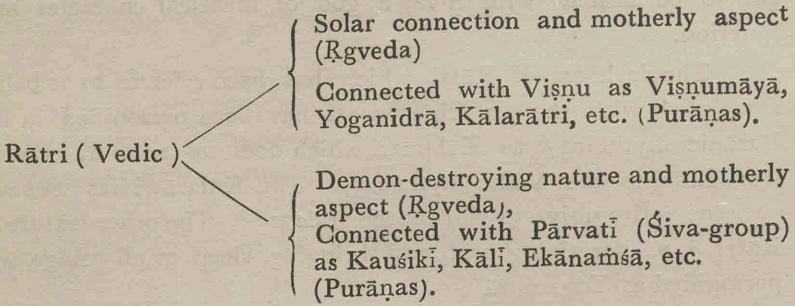 Solar connection and motherly aspect
(Ṛgveda)
Connected with Viṣṇu as Viṣṇumāyā,
Yoganidrā, Kālarātri, etc. (Purāṇas).
Rātri ( Vedic )
Demon-destroying nature and motherly
aspect (Ṛgveda),
Connected with Pārvatī (Śiva-group)
as Kauśikī, Kālī, Ekānaṁśā, etc.
(Purāṇas).